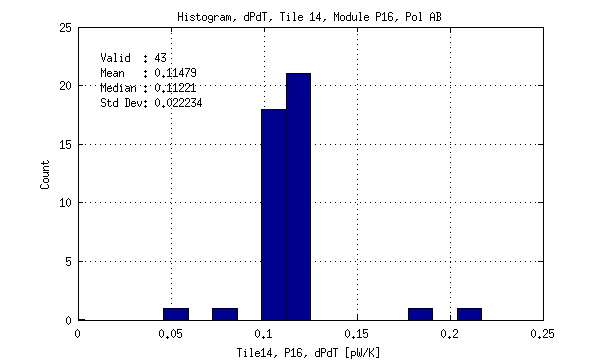 Histogram, dPdT, Tile 14, Module P16, Pol AB
25
20
15
10
5
0
Count
Valid : 43
Mean : 0.11479
Median : 0.11221
Std Dev: 0.022234
0 0.05 0.1 0.15 0.2 0.25
Tile14, P16, dPdT [pW/K]